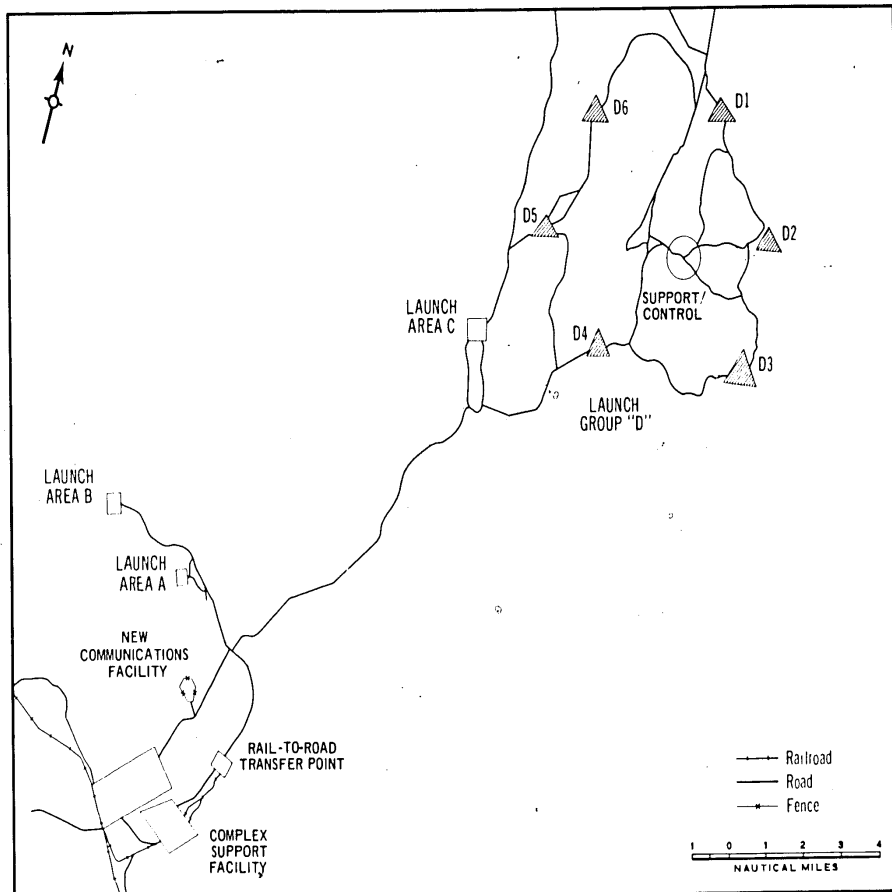 N
D6
D1
D5
D2
SUPPORT/
CONTROL
LAUNCH
AREA C
D4
D3
LAUNCH
GROUP "D"
LAUNCH
AREA B
LAUNCH
AREA A
NEW
COMMUNICATIONS
FACILITY
RAIL-TO-ROAD
TRANSFER POINT
COMPLEX
SUPPORT
FACILITY
Railroad
Road
Fence
1 0 1 2 3 4
NAUTICAL MILES